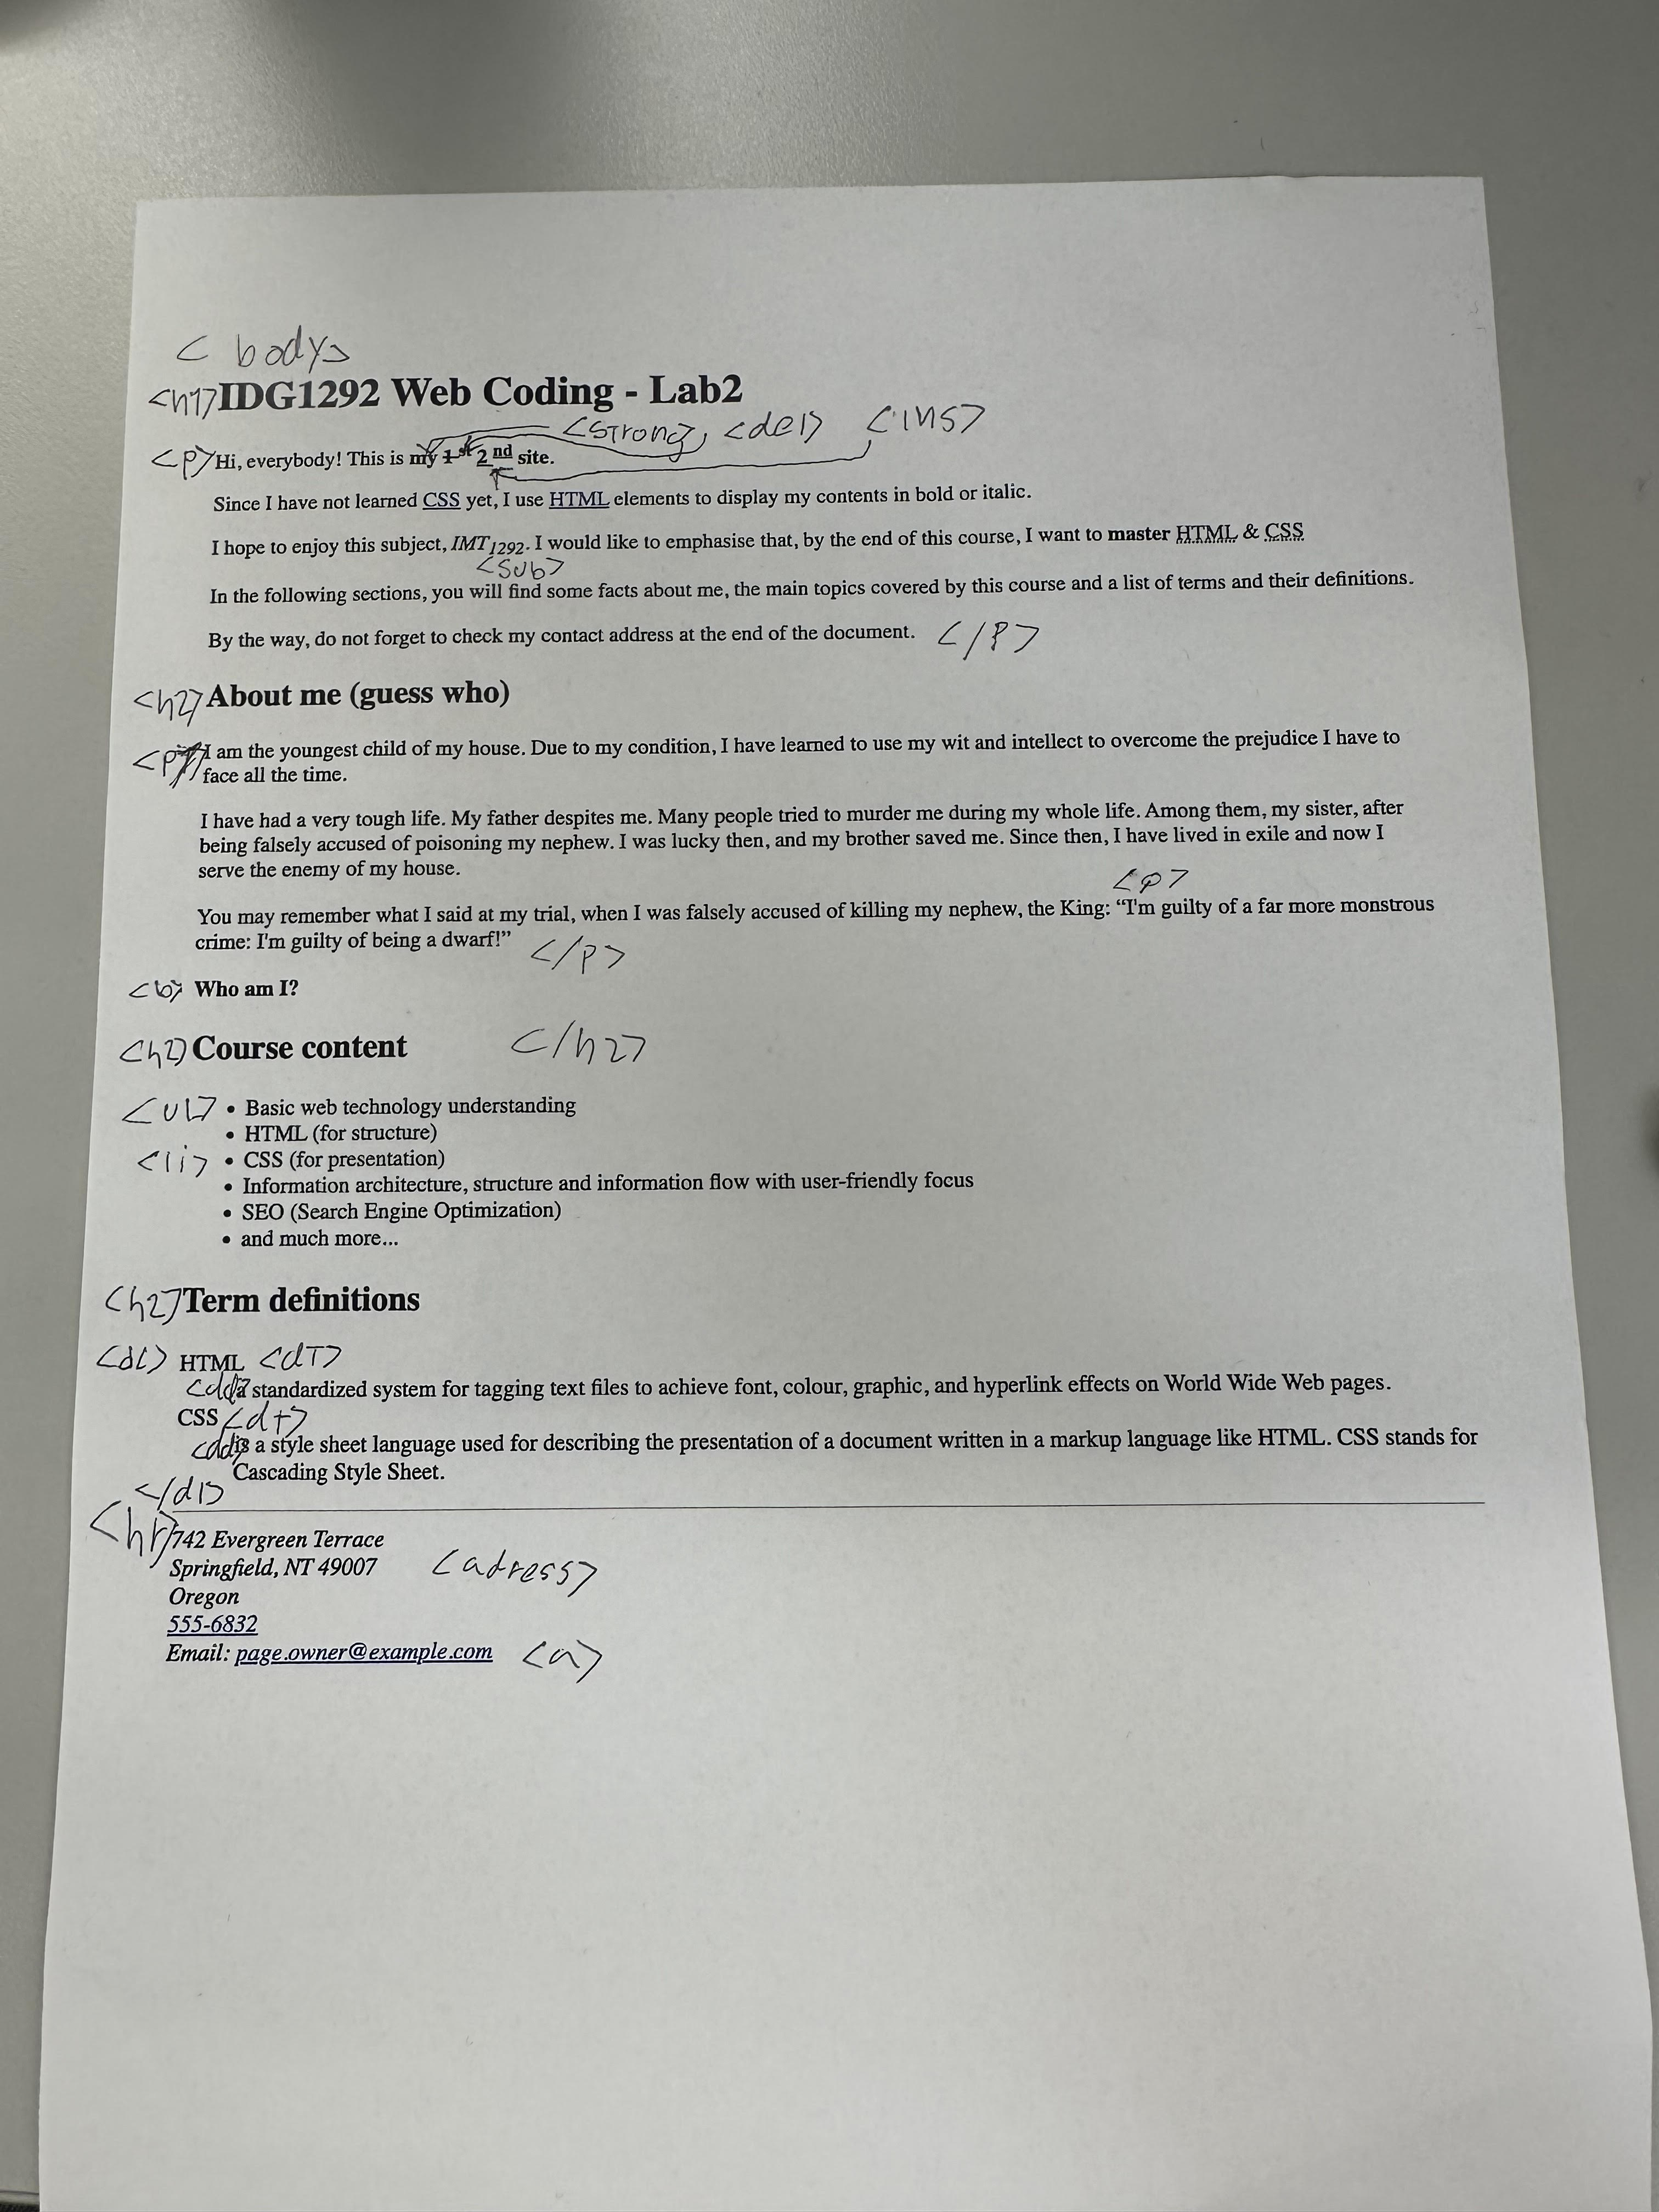 < body>
<h1>IDG1292 Web Coding - Lab2
<strong>, <del> <ins>
<p>Hi, everybody! This is my 1st 2nd site.
Since I have not learned CSS yet, I use HTML elements to display my contents in bold or italic.
I hope to enjoy this subject, IMT1292. I would like to emphasise that, by the end of this course, I want to master HTML & CSS
<sub>
In the following sections, you will find some facts about me, the main topics covered by this course and a list of terms and their definitions.
By the way, do not forget to check my contact address at the end of the document. </P>
<h2> About me (guess who)
<p> I am the youngest child of my house. Due to my condition, I have learned to use my wit and intellect to overcome the prejudice I have to
face all the time.
I have had a very tough life. My father despites me. Many people tried to murder me during my whole life. Among them, my sister, after
being falsely accused of poisoning my nephew. I was lucky then, and my brother saved me. Since then, I have lived in exile and now I
serve the enemy of my house.
<p>
You may remember what I said at my trial, when I was falsely accused of killing my nephew, the King: “I'm guilty of a far more monstrous
crime: I'm guilty of being a dwarf!” </p>
<b> Who am I?
<h2> Course content </h2>
<UL> • Basic web technology understanding
• HTML (for structure)
<li> • CSS (for presentation)
• Information architecture, structure and information flow with user-friendly focus
• SEO (Search Engine Optimization)
• and much more...
<h2> Term definitions
<dl> HTML <dT>
<dd> a standardized system for tagging text files to achieve font, colour, graphic, and hyperlink effects on World Wide Web pages.
CSS <dt>
<dd> is a style sheet language used for describing the presentation of a document written in a markup language like HTML. CSS stands for
Cascading Style Sheet.
</dl>
<hr> 742 Evergreen Terrace
Springfield, NT 49007 <adress>
Oregon
555-6832
Email: page.owner@example.com <a>